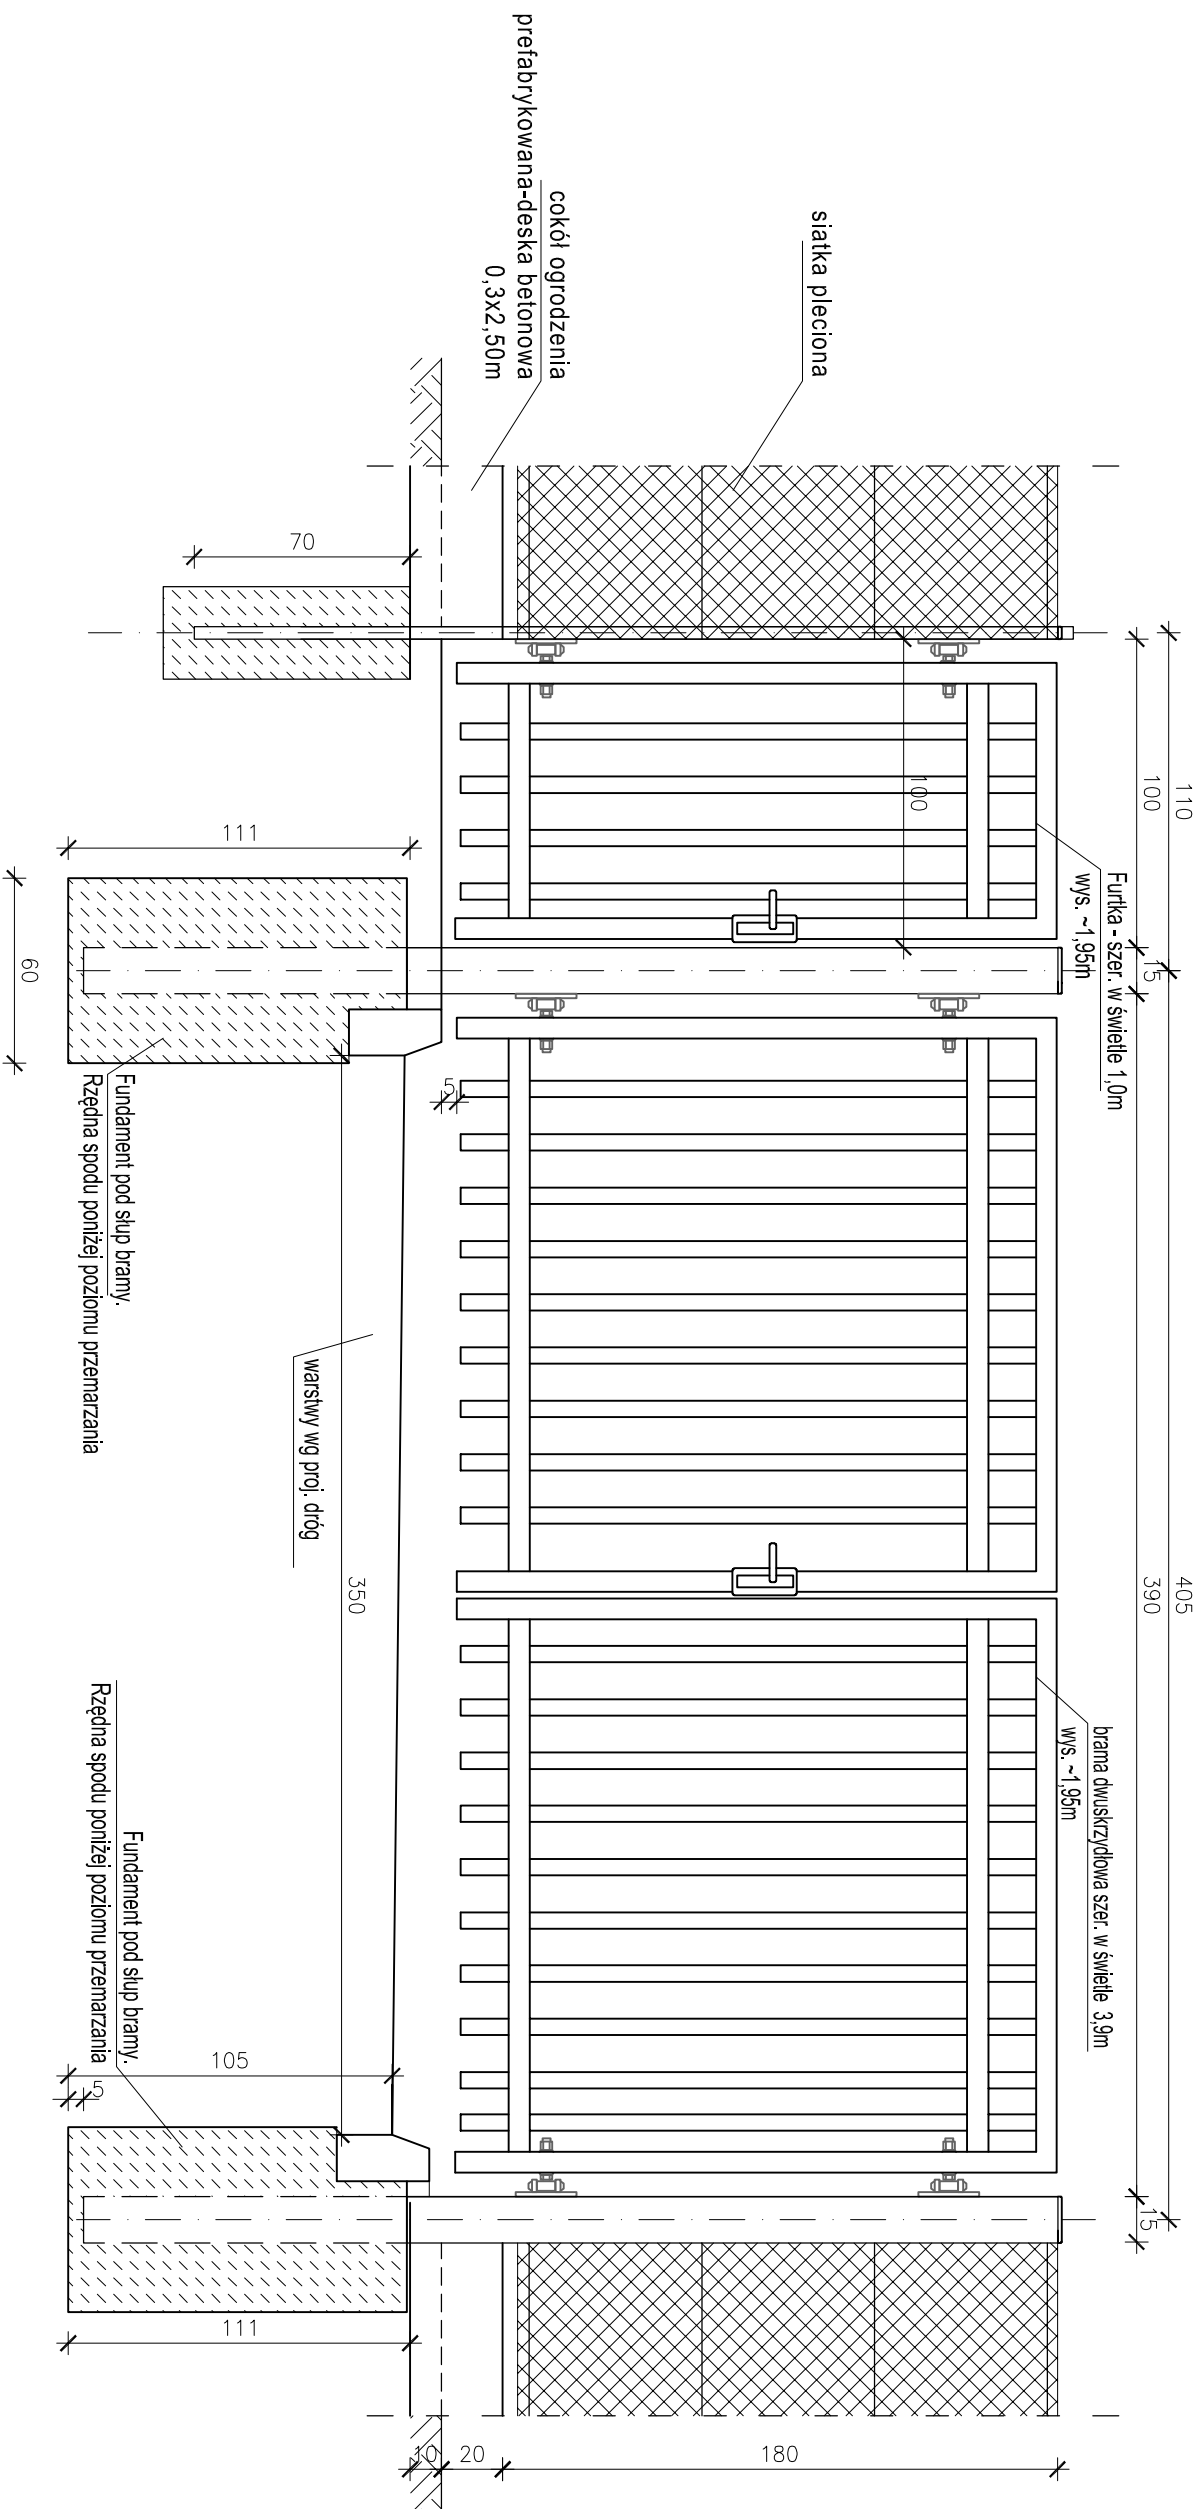 110
405
100
15
390
15
Furtka - szer. w świetle 1,0m
wys. ~1,95m
brama dwuskrzydłowa szer. w świetle 3,9m
wys. ~1,95m
100
siatka pleciona
180
cokół ogrodzenia
prefabrykowana-deska betonowa
0,3x2,50m
20
10
5
70
350
warstwy wg proj. dróg
111
105
5
111
Fundament pod słup bramy.
Rzędna spodu poniżej poziomu przemarzania
Fundament pod słup bramy.
Rzędna spodu poniżej poziomu przemarzania
60